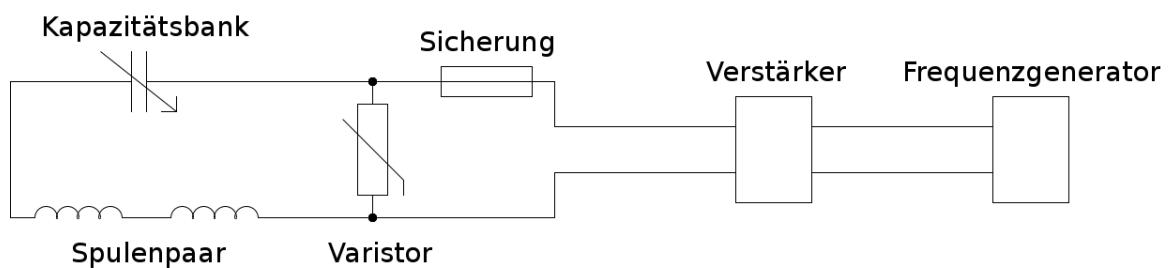 Kapazitätsbank
Sicherung
Verstärker
Frequenzgenerator
Spulenpaar
Varistor